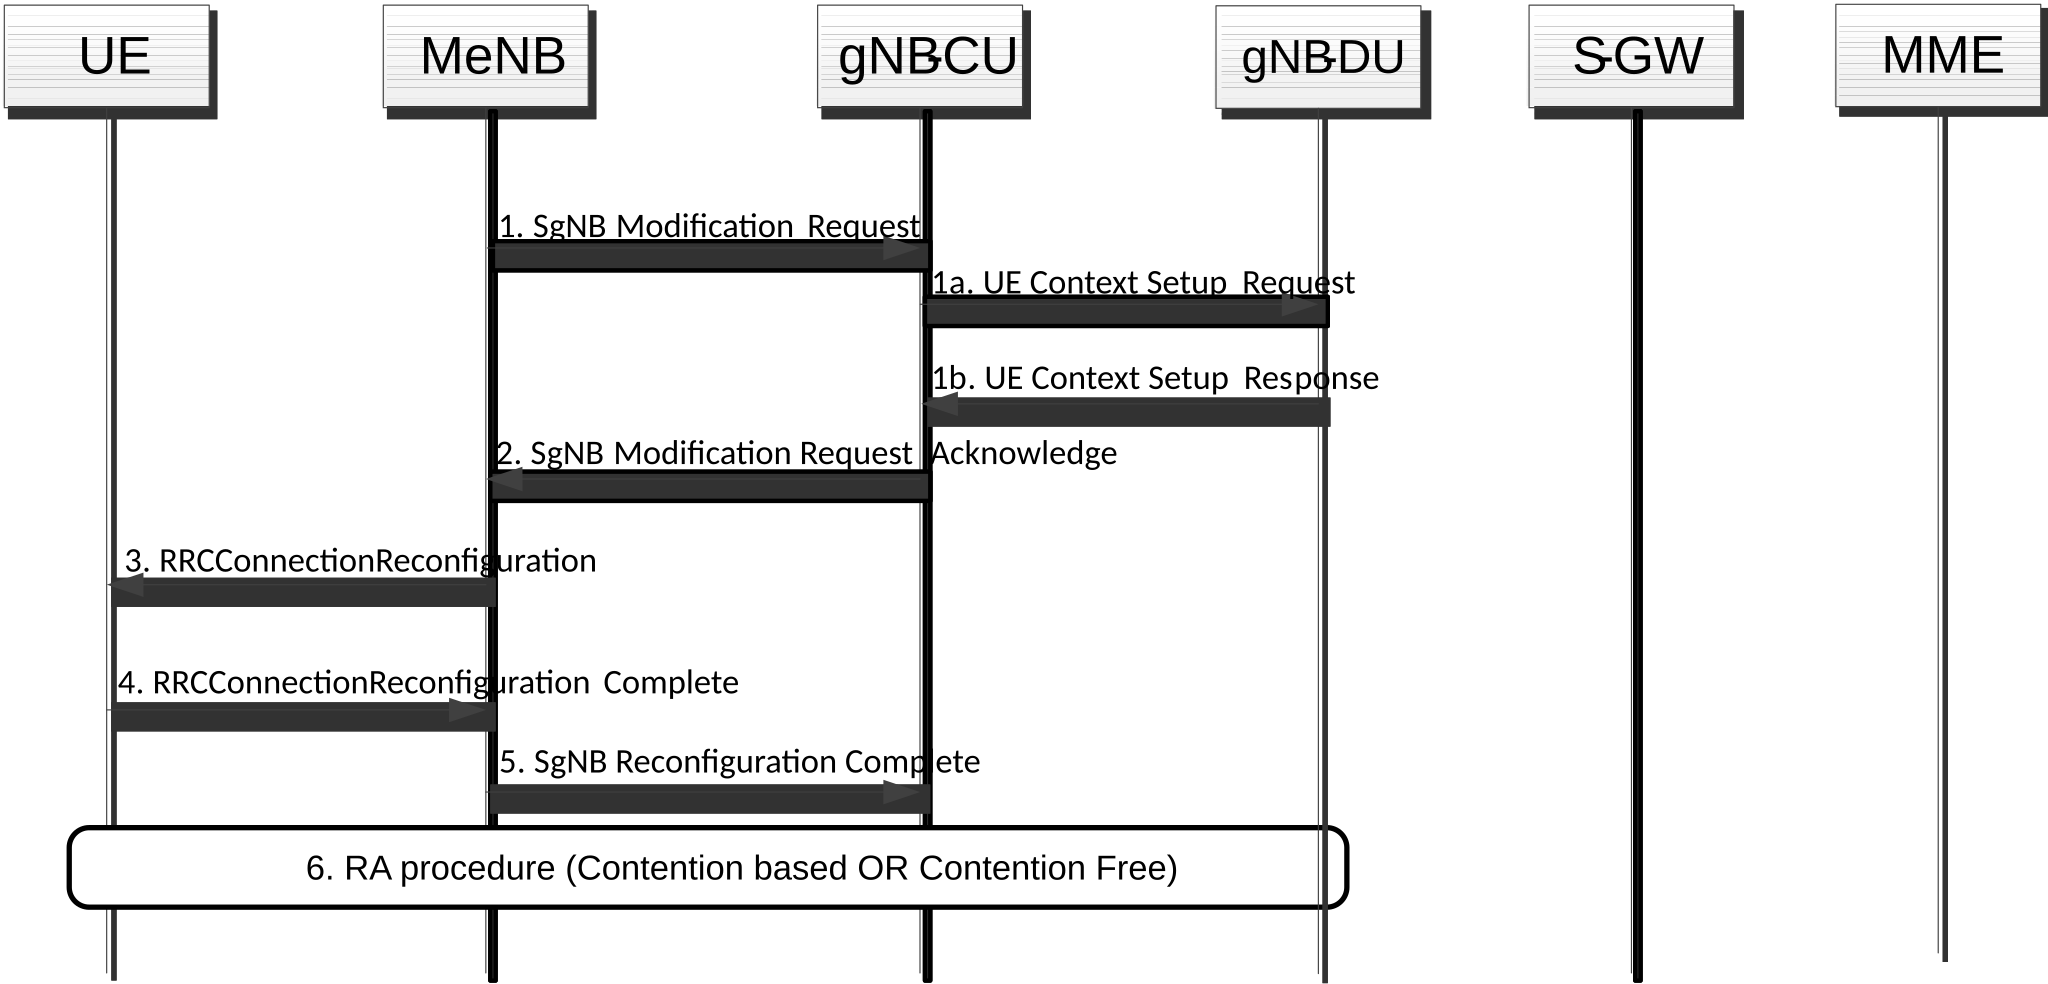 UE
MeNB
gNB-CU
gNB-DU
S-GW
MME
1. SgNB Modification Request
1a. UE Context Setup Request
1b. UE Context Setup Response
2. SgNB Modification Request Acknowledge
3. RRCConnectionReconfiguration
4. RRCConnectionReconfiguration Complete
5. SgNB Reconfiguration Complete
6. RA procedure (Contention based OR Contention Free)